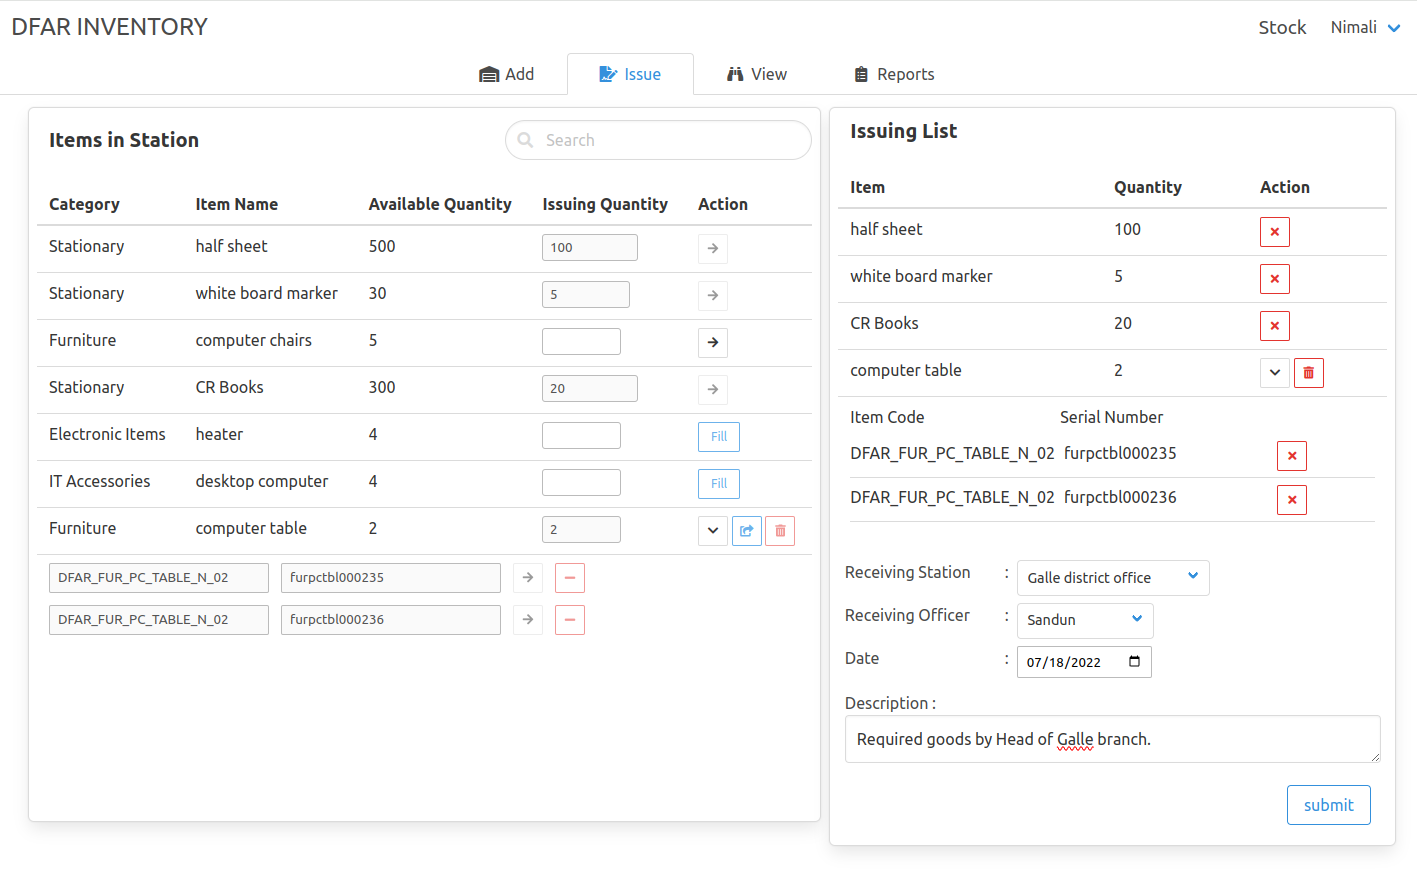 DFAR INVENTORY
Stock Nimali
Add Issue View Reports
Items in Station
Search
Category Item Name Available Quantity Issuing Quantity Action
Stationary half sheet 500 100
Stationary white board marker 30 5
Furniture computer chairs 5
Stationary CR Books 300 20
Electronic Items heater 4 Fill
IT Accessories desktop computer 4 Fill
Furniture computer table 2 2
DFAR_FUR_PC_TABLE_N_02 furpctbl000235
DFAR_FUR_PC_TABLE_N_02 furpctbl000236
Issuing List
Item Quantity Action
half sheet 100
white board marker 5
CR Books 20
computer table 2
Item Code Serial Number
DFAR_FUR_PC_TABLE_N_02 furpctbl000235
DFAR_FUR_PC_TABLE_N_02 furpctbl000236
Receiving Station : Galle district office
Receiving Officer : Sandun
Date : 07/18/2022
Description :
Required goods by Head of Galle branch.
submit